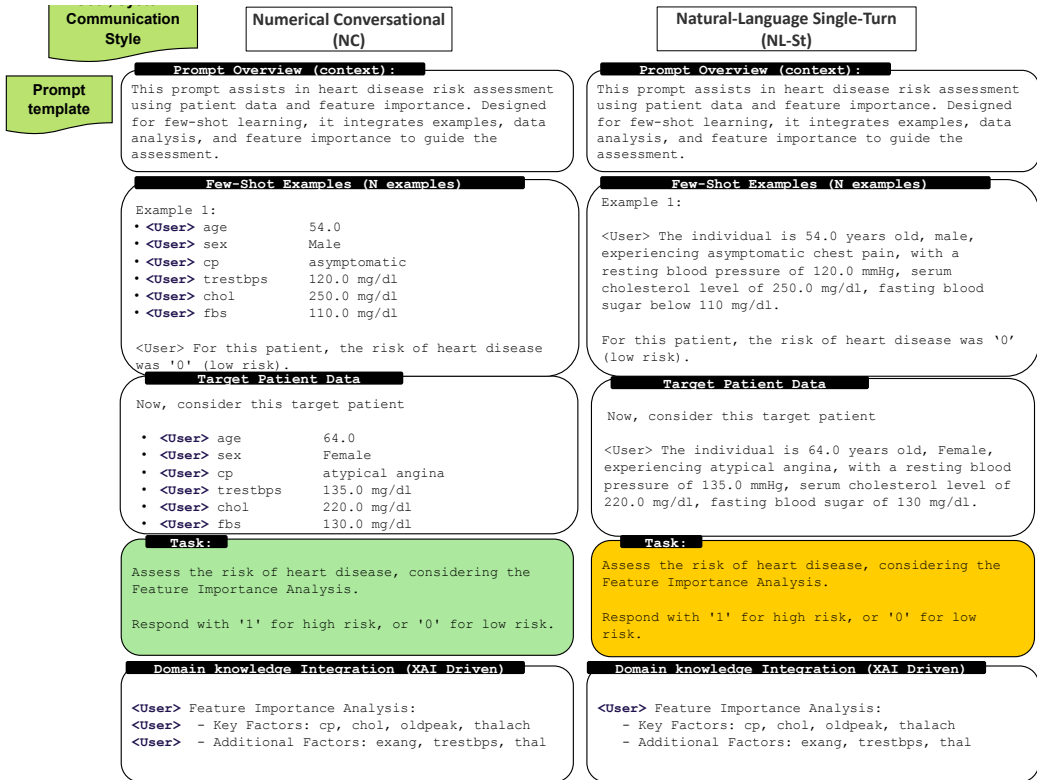 Communication
Style
Numerical Conversational
(NC)
Natural-Language Single-Turn
(NL-St)
Prompt
template
Prompt Overview (context):
This prompt assists in heart disease risk assessment
using patient data and feature importance. Designed
for few-shot learning, it integrates examples, data
analysis, and feature importance to guide the
assessment.
Few-Shot Examples (N examples)
Example 1:
• <User> age 54.0
• <User> sex Male
• <User> cp asymptomatic
• <User> trestbps 120.0 mg/dl
• <User> chol 250.0 mg/dl
• <User> fbs 110.0 mg/dl
<User> For this patient, the risk of heart disease
was '0' (low risk).
Target Patient Data
Now, consider this target patient
• <User> age 64.0
• <User> sex Female
• <User> cp atypical angina
• <User> trestbps 135.0 mg/dl
• <User> chol 220.0 mg/dl
• <User> fbs 130.0 mg/dl
Task:
Assess the risk of heart disease, considering the
Feature Importance Analysis.
Respond with '1' for high risk, or '0' for low risk.
Domain knowledge Integration (XAI Driven)
<User> Feature Importance Analysis:
<User> - Key Factors: cp, chol, oldpeak, thalach
<User> - Additional Factors: exang, trestbps, thal
Prompt Overview (context):
This prompt assists in heart disease risk assessment
using patient data and feature importance. Designed
for few-shot learning, it integrates examples, data
analysis, and feature importance to guide the
assessment.
Few-Shot Examples (N examples)
Example 1:
<User> The individual is 54.0 years old, male,
experiencing asymptomatic chest pain, with a
resting blood pressure of 120.0 mmHg, serum
cholesterol level of 250.0 mg/dl, fasting blood
sugar below 110 mg/dl.
For this patient, the risk of heart disease was ‘0’
(low risk).
Target Patient Data
Now, consider this target patient
<User> The individual is 64.0 years old, Female,
experiencing atypical angina, with a resting blood
pressure of 135.0 mmHg, serum cholesterol level of
220.0 mg/dl, fasting blood sugar of 130 mg/dl.
Task:
Assess the risk of heart disease, considering the
Feature Importance Analysis.
Respond with '1' for high risk, or '0' for low
risk.
Domain knowledge Integration (XAI Driven)
<User> Feature Importance Analysis:
- Key Factors: cp, chol, oldpeak, thalach
- Additional Factors: exang, trestbps, thal